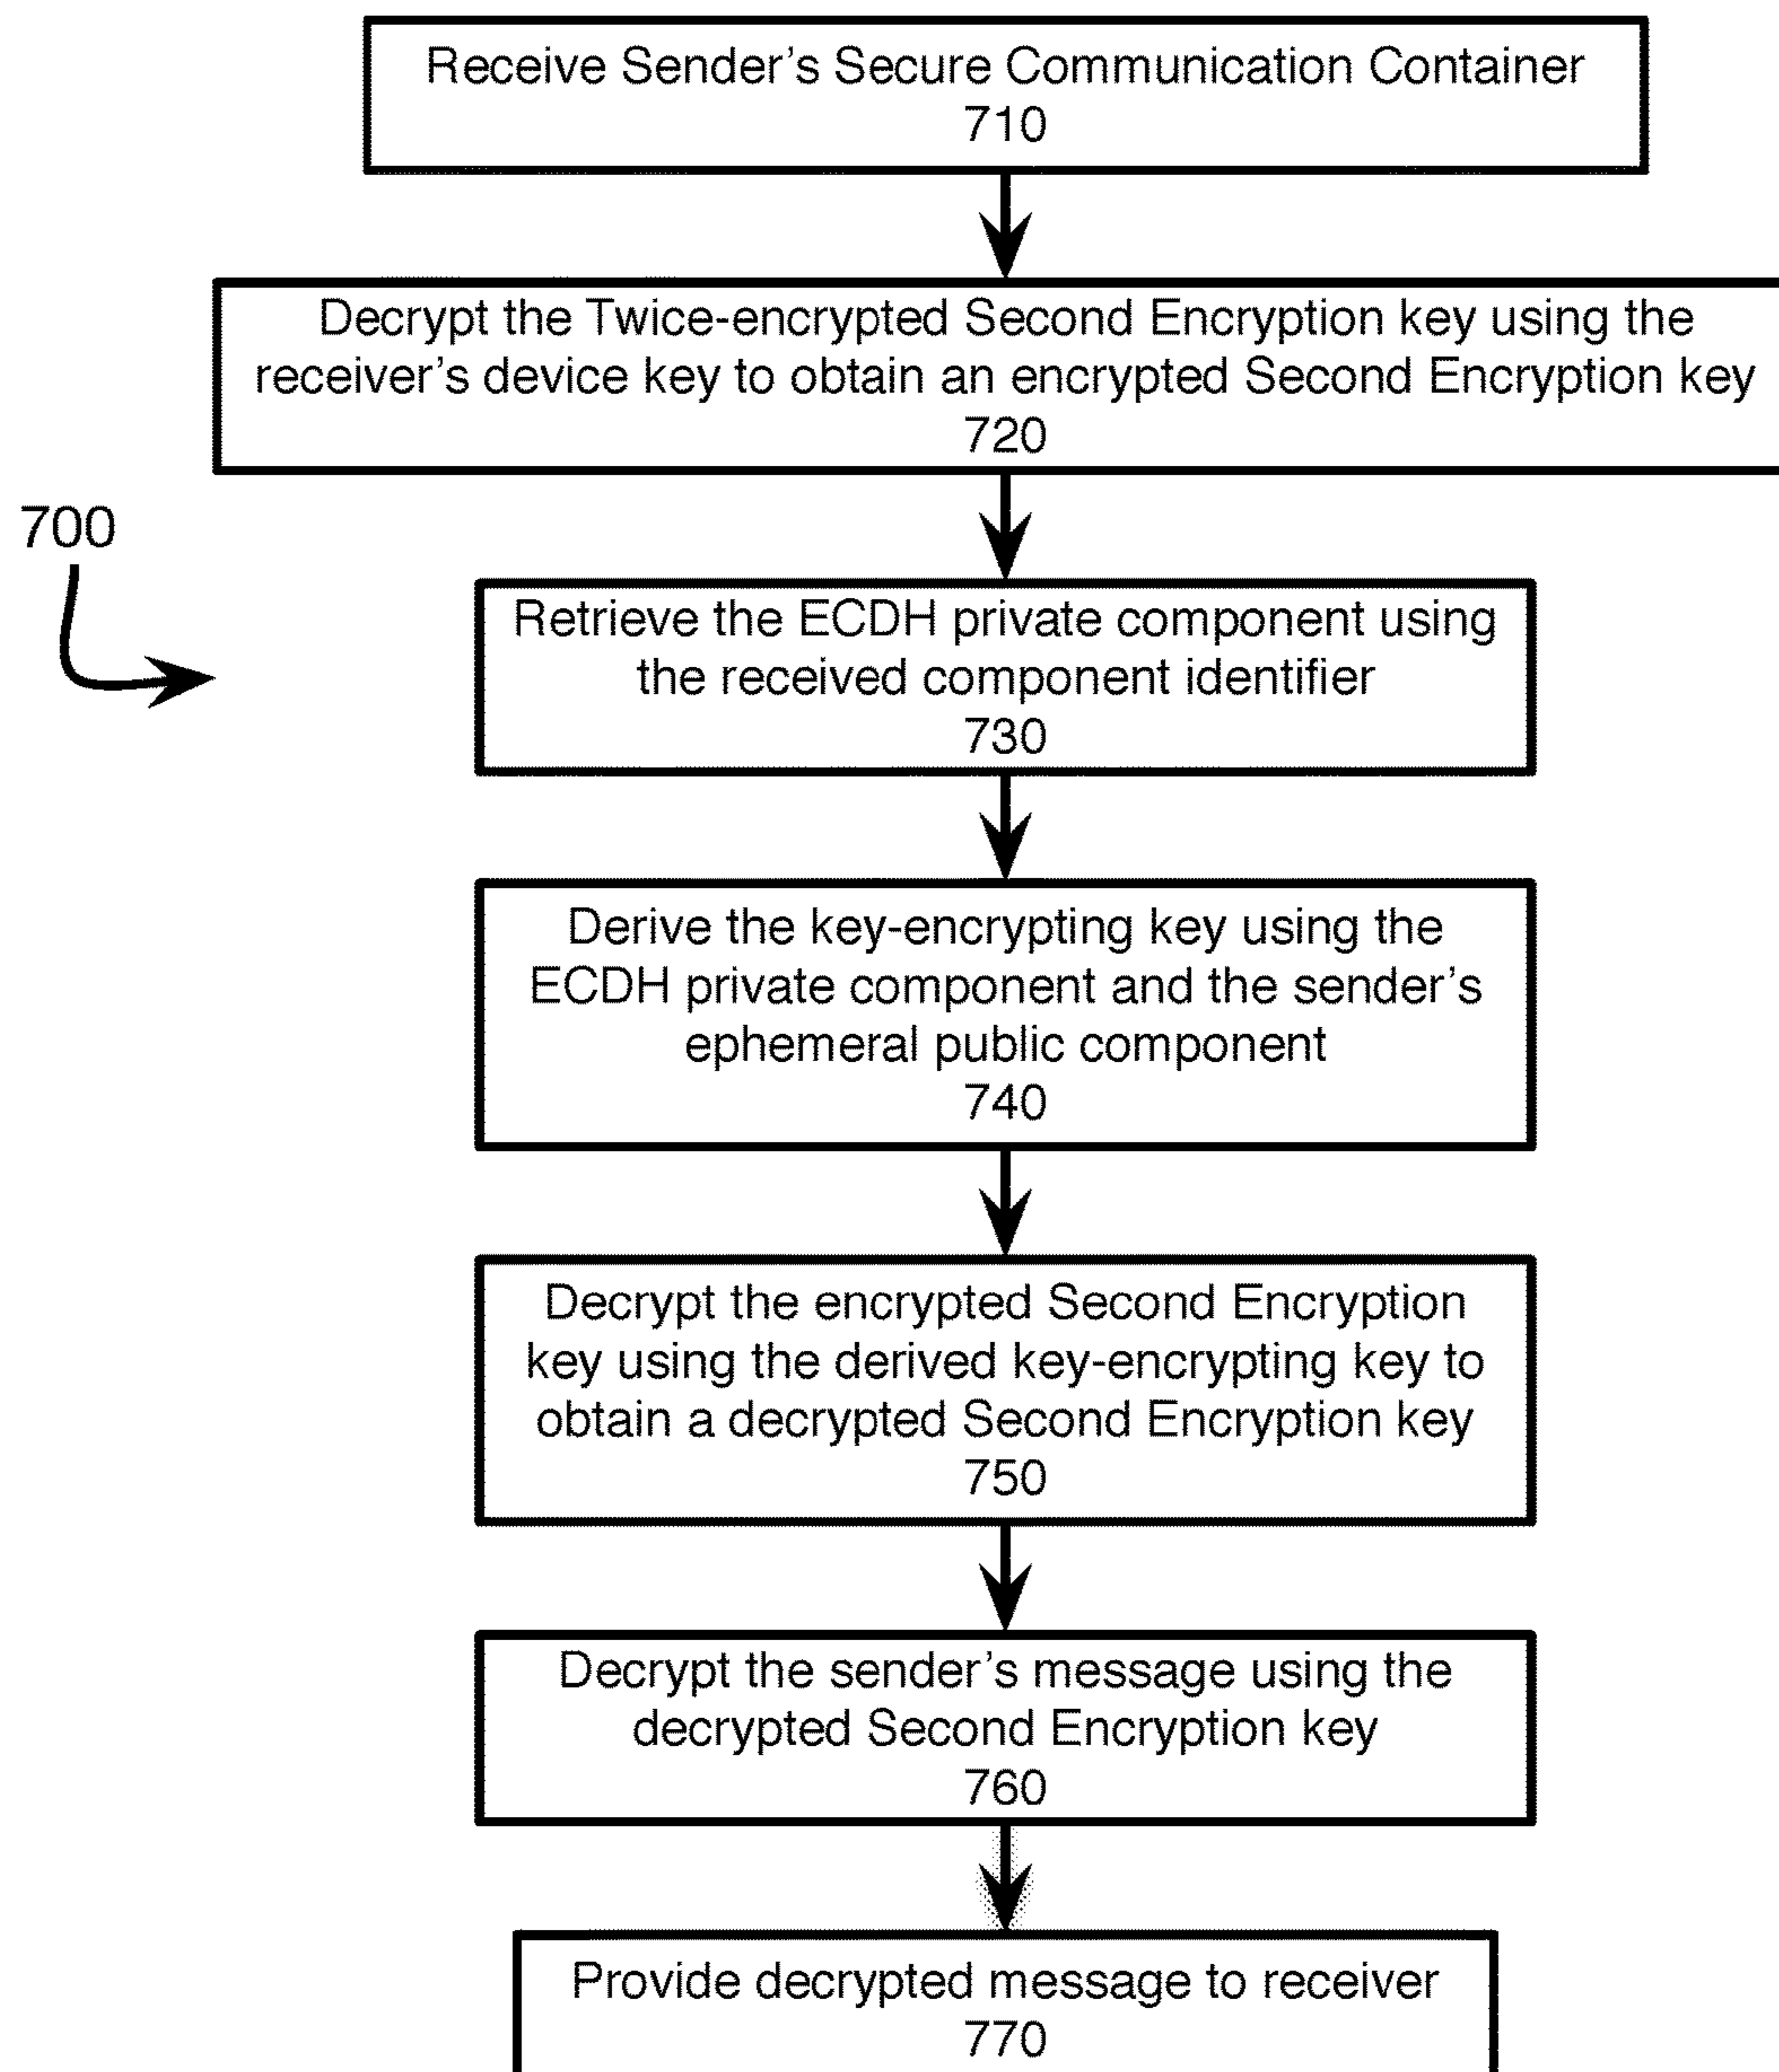 Receive Sender's Secure Communication Container
710
Decrypt the Twice-encrypted Second Encryption key using the
receiver's device key to obtain an encrypted Second Encryption key
720
700
Retrieve the ECDH private component using
the received component identifier
730
Derive the key-encrypting key using the
ECDH private component and the sender's
ephemeral public component
740
Decrypt the encrypted Second Encryption
key using the derived key-encrypting key to
obtain a decrypted Second Encryption key
750
Decrypt the sender's message using the
decrypted Second Encryption key
760
Provide decrypted message to receiver
770